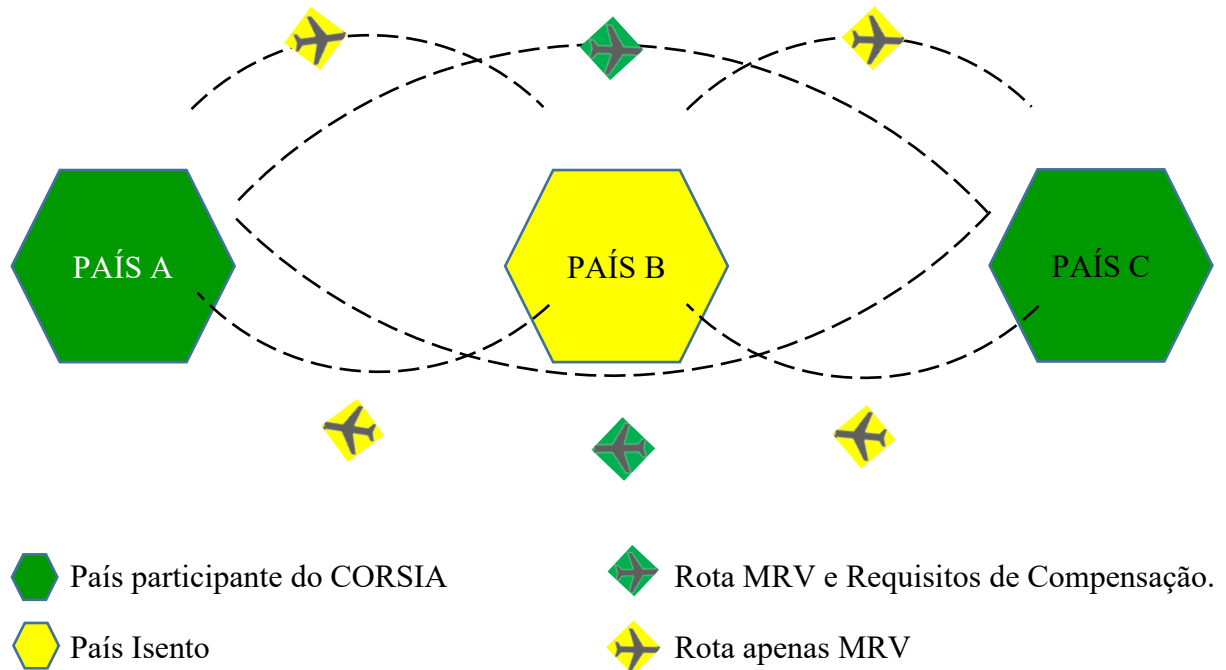 PAÍS A
PAÍS B
PAÍS C
País participante do CORSIA
Rota MRV e Requisitos de Compensação.
País Isento
Rota apenas MRV